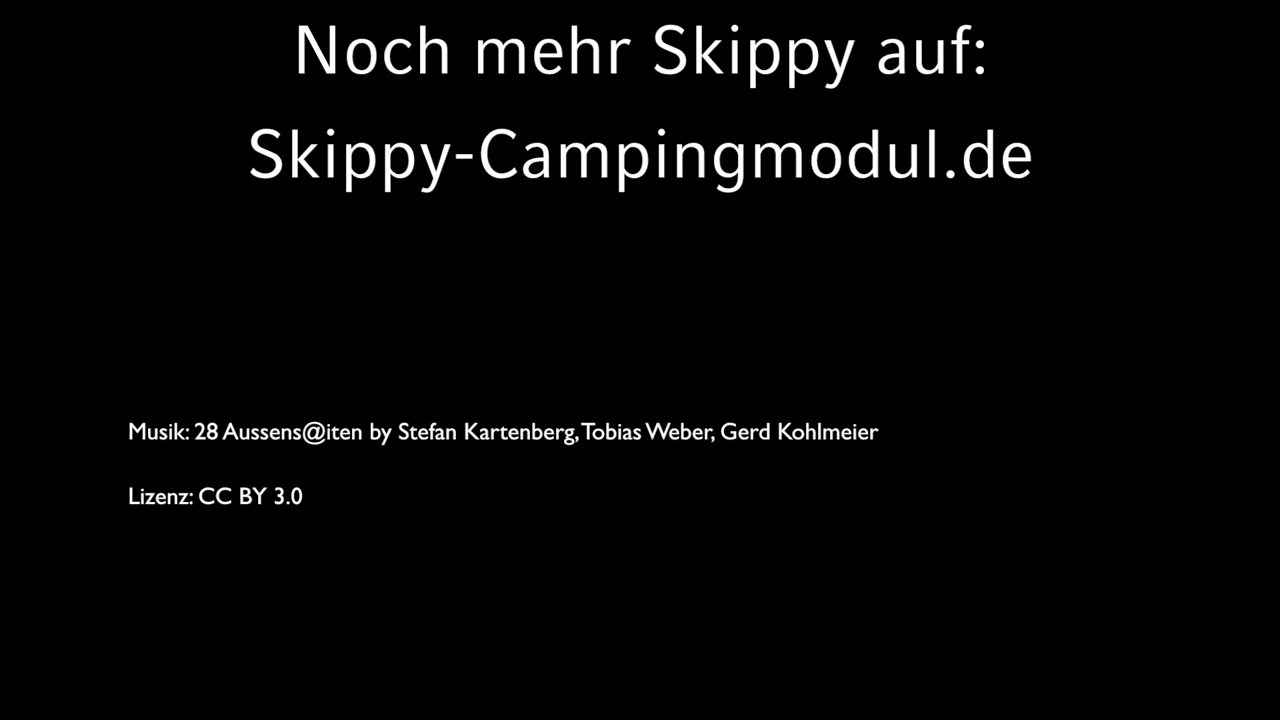 Noch mehr Skippy auf:
Skippy-Campingmodul.de
Musik: 28 Aussens@iten by Stefan Kartenberg, Tobias Weber, Gerd Kohlmeier
Lizenz: CC BY 3.0